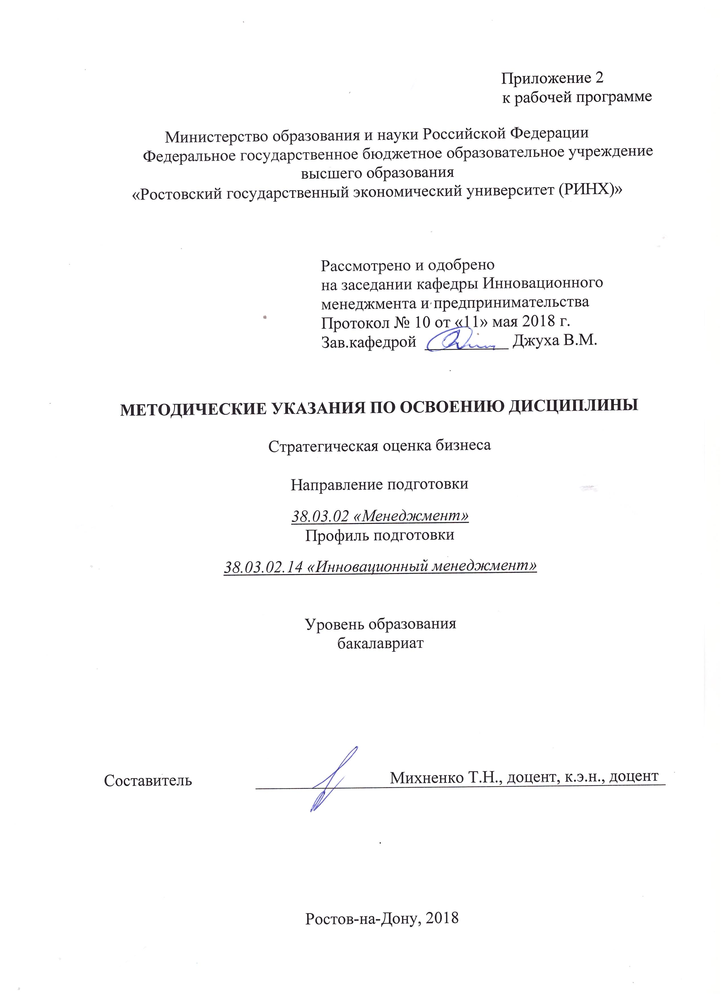 Приложение 2
к рабочей программе
Министерство образования и науки Российской Федерации
Федеральное государственное бюджетное образовательное учреждение
высшего образования
«Ростовский государственный экономический университет (РИНХ)»
Рассмотрено и одобрено
на заседании кафедры Инновационного
менеджмента и предпринимательства
Протокол № 10 от «11» мая 2018 г.
Зав.кафедрой __________ Джуха В.М.
МЕТОДИЧЕСКИЕ УКАЗАНИЯ ПО ОСВОЕНИЮ ДИСЦИПЛИНЫ
Стратегическая оценка бизнеса
Направление подготовки
38.03.02 «Менеджмент»
Профиль подготовки
38.03.02.14 «Инновационный менеджмент»
Уровень образования
бакалавриат
Составитель Михненко Т.Н., доцент, к.э.н., доцент
Ростов-на-Дону, 2018